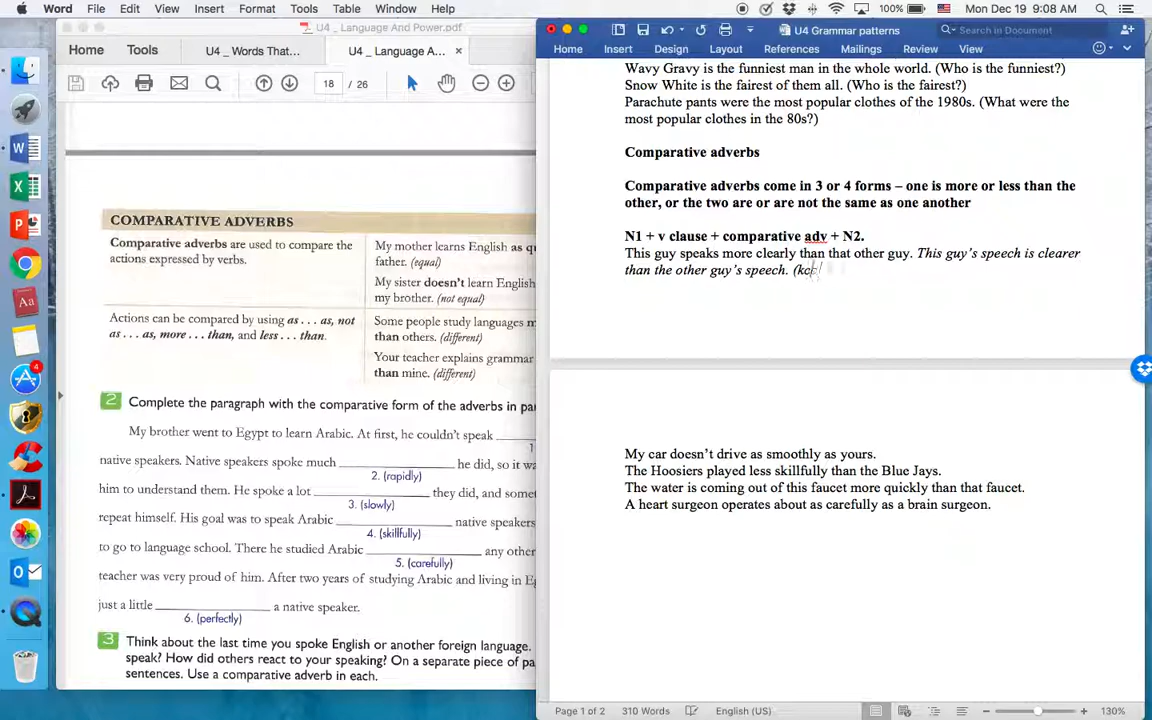 Word File Edit View Insert Format Tools Table Window Help 100% Mon Dec 19 9:08 AM
U4 _ Language And Power.pdf
Home Tools U4 _ Words That... U4 _ Language A... ×
18 / 26
COMPARATIVE ADVERBS
Comparative adverbs are used to compare the
actions expressed by verbs.
My mother learns English as qu
father. (equal)
My sister doesn't learn English
my brother. (not equal)
Actions can be compared by using as . . . as, not
as . . . as, more . . . than, and less . . . than.
Some people study languages m
than others. (different)
Your teacher explains grammar
than mine. (different)
2 Complete the paragraph with the comparative form of the adverbs in pa
My brother went to Egypt to learn Arabic. At first, he couldn't speak
1
native speakers. Native speakers spoke much he did, so it wa
2. (rapidly)
him to understand them. He spoke a lot they did, and some
3. (slowly)
repeat himself. His goal was to speak Arabic native speakers
4. (skillfully)
to go to language school. There he studied Arabic any other
5. (carefully)
teacher was very proud of him. After two years of studying Arabic and living in E
just a little a native speaker.
6. (perfectly)
3 Think about the last time you spoke English or another foreign language.
speak? How did others react to your speaking? On a separate piece of pa
sentences. Use a comparative adverb in each.
U4 Grammar patterns
Search in Document
Home Insert Design Layout References Mailings Review View
Wavy Gravy is the funniest man in the whole world. (Who is the funniest?)
Snow White is the fairest of them all. (Who is the fairest?)
Parachute pants were the most popular clothes of the 1980s. (What were the
most popular clothes in the 80s?)
Comparative adverbs
Comparative adverbs come in 3 or 4 forms – one is more or less than the
other, or the two are or are not the same as one another
N1 + v clause + comparative adv + N2.
This guy speaks more clearly than that other guy. This guy's speech is clearer
than the other guy's speech.
My car doesn't drive as smoothly as yours.
The Hoosiers played less skillfully than the Blue Jays.
The water is coming out of this faucet more quickly than that faucet.
A heart surgeon operates about as carefully as a brain surgeon.
Page 1 of 2 310 Words English (US) 130%